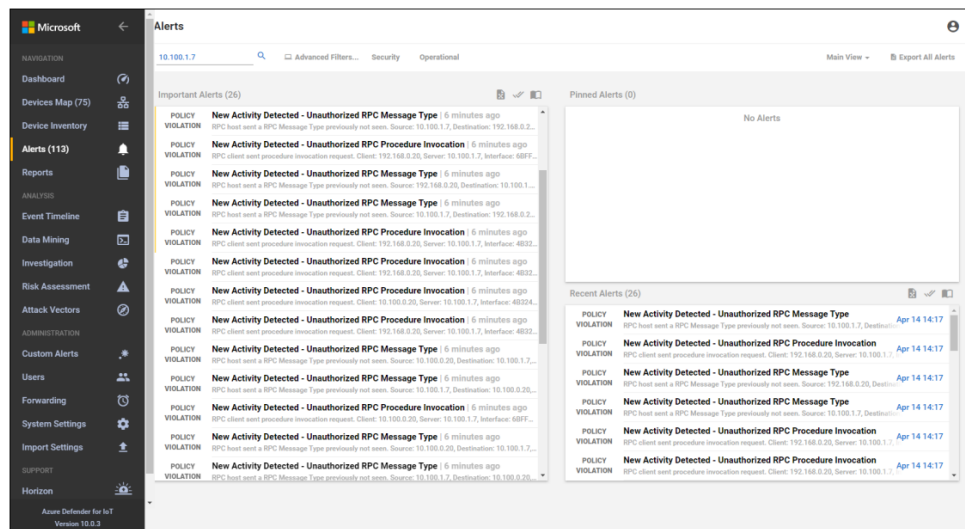 Microsoft
NAVIGATION
Dashboard
Devices Map (75)
Device Inventory
Alerts (113)
Reports
ANALYSIS
Event Timeline
Data Mining
Investigation
Risk Assessment
Attack Vectors
ADMINISTRATION
Custom Alerts
Users
Forwarding
System Settings
Import Settings
SUPPORT
Horizon
Azure Defender for IoT
Version 10.0.3
Alerts
10.100.1.7 Advanced Filters... Security Operational Main View Export All Alerts
Important Alerts (26)
POLICY VIOLATION New Activity Detected - Unauthorized RPC Message Type | 6 minutes ago
RPC host sent a RPC Message Type previously not seen. Source: 10.100.1.7, Destination: 192.168.0.2...
POLICY VIOLATION New Activity Detected - Unauthorized RPC Procedure Invocation | 6 minutes ago
RPC client sent procedure invocation request. Client: 192.168.0.20, Server: 10.100.1.7, Interface: 6BFF...
POLICY VIOLATION New Activity Detected - Unauthorized RPC Message Type | 6 minutes ago
RPC host sent a RPC Message Type previously not seen. Source: 192.168.0.20, Destination: 10.100.1...
POLICY VIOLATION New Activity Detected - Unauthorized RPC Message Type | 6 minutes ago
RPC host sent a RPC Message Type previously not seen. Source: 10.100.1.7, Destination: 192.168.0.2...
POLICY VIOLATION New Activity Detected - Unauthorized RPC Procedure Invocation | 6 minutes ago
RPC client sent procedure invocation request. Client: 192.168.0.20, Server: 10.100.1.7, Interface: 4B32...
POLICY VIOLATION New Activity Detected - Unauthorized RPC Procedure Invocation | 6 minutes ago
RPC client sent procedure invocation request. Client: 192.168.0.20, Server: 10.100.1.7, Interface: 4B32...
POLICY VIOLATION New Activity Detected - Unauthorized RPC Procedure Invocation | 6 minutes ago
RPC client sent procedure invocation request. Client: 10.100.0.20, Server: 10.100.1.7, Interface: 4B324...
POLICY VIOLATION New Activity Detected - Unauthorized RPC Procedure Invocation | 6 minutes ago
RPC client sent procedure invocation request. Client: 192.168.0.20, Server: 10.100.1.7, Interface: 4B32...
POLICY VIOLATION New Activity Detected - Unauthorized RPC Message Type | 6 minutes ago
RPC host sent a RPC Message Type previously not seen. Source: 10.100.0.20, Destination: 10.100.1.7,...
POLICY VIOLATION New Activity Detected - Unauthorized RPC Message Type | 6 minutes ago
RPC host sent a RPC Message Type previously not seen. Source: 10.100.1.7, Destination: 10.100.0.20,...
POLICY VIOLATION New Activity Detected - Unauthorized RPC Procedure Invocation | 6 minutes ago
RPC client sent procedure invocation request. Client: 10.100.0.20, Server: 10.100.1.7, Interface: 6BFF...
POLICY VIOLATION New Activity Detected - Unauthorized RPC Message Type | 6 minutes ago
RPC host sent a RPC Message Type previously not seen. Source: 10.100.0.20, Destination: 10.100.1.7,...
POLICY VIOLATION New Activity Detected - Unauthorized RPC Message Type | 6 minutes ago
RPC host sent a RPC Message Type previously not seen. Source: 10.100.1.7, Destination: 10.100.0.20...
Pinned Alerts (0)
No Alerts
Recent Alerts (26)
POLICY VIOLATION New Activity Detected - Unauthorized RPC Message Type Apr 14 14:17
RPC host sent a RPC Message Type previously not seen. Source: 10.100.1.7,
POLICY VIOLATION New Activity Detected - Unauthorized RPC Procedure Invocation Apr 14 14:17
RPC client sent procedure invocation request. Client: 192.168.0.20, Server: 10.100.1.7,
POLICY VIOLATION New Activity Detected - Unauthorized RPC Message Type Apr 14 14:17
RPC host sent a RPC Message Type previously not seen. Source: 192.168.0.20,
POLICY VIOLATION New Activity Detected - Unauthorized RPC Message Type Apr 14 14:17
RPC host sent a RPC Message Type previously not seen. Source: 10.100.1.7,
POLICY VIOLATION New Activity Detected - Unauthorized RPC Procedure Invocation Apr 14 14:17
RPC client sent procedure invocation request. Client: 192.168.0.20, Server: 10.100.1.7,
POLICY VIOLATION New Activity Detected - Unauthorized RPC Procedure Invocation Apr 14 14:17
RPC client sent procedure invocation request. Client: 192.168.0.20, Server: 10.100.1.7,